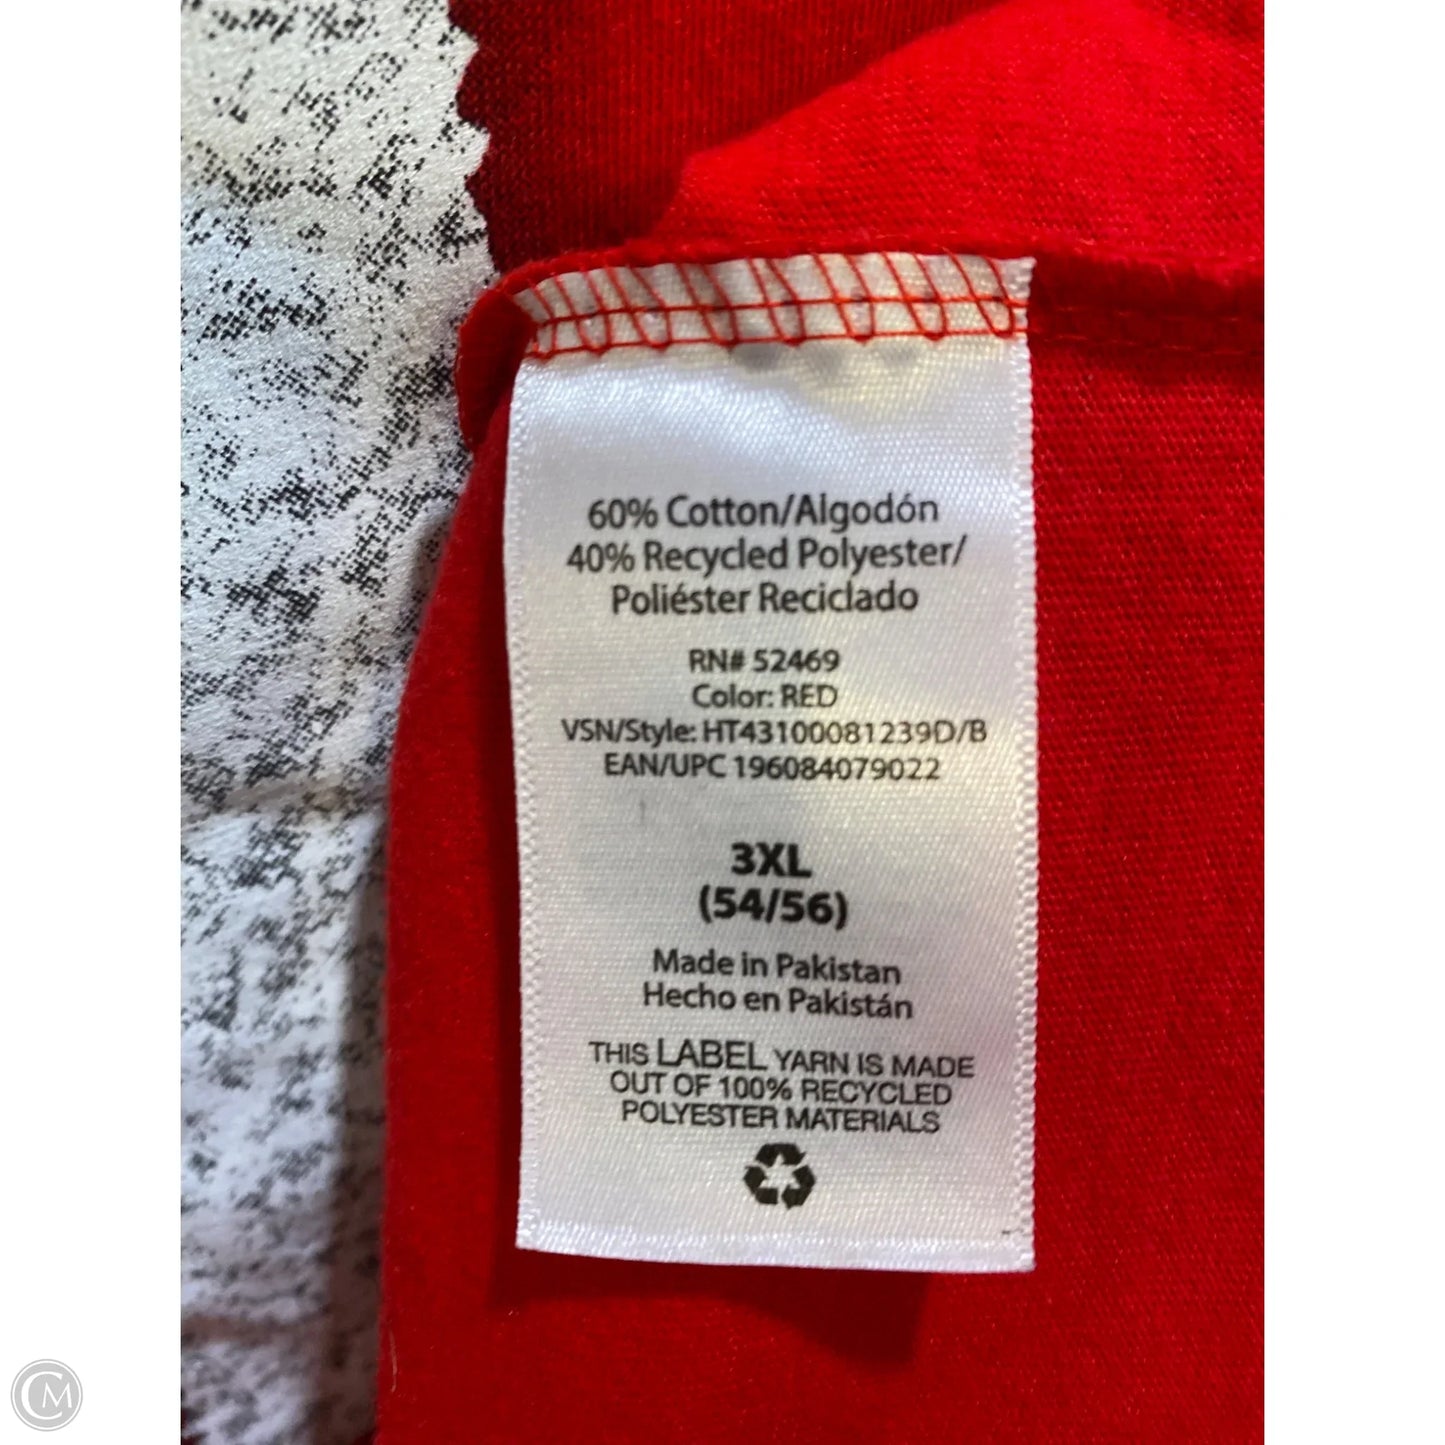 60% Cotton/Algodón
40% Recycled Polyester/
Poliéster Reciclado
RN# 52469
Color: RED
VSN/Style: HT43100081239D/B
EAN/UPC 196084079022
3XL
(54/56)
Made in Pakistan
Hecho en Pakistán
THIS LABEL YARN IS MADE
OUT OF 100% RECYCLED
POLYESTER MATERIALS
CM